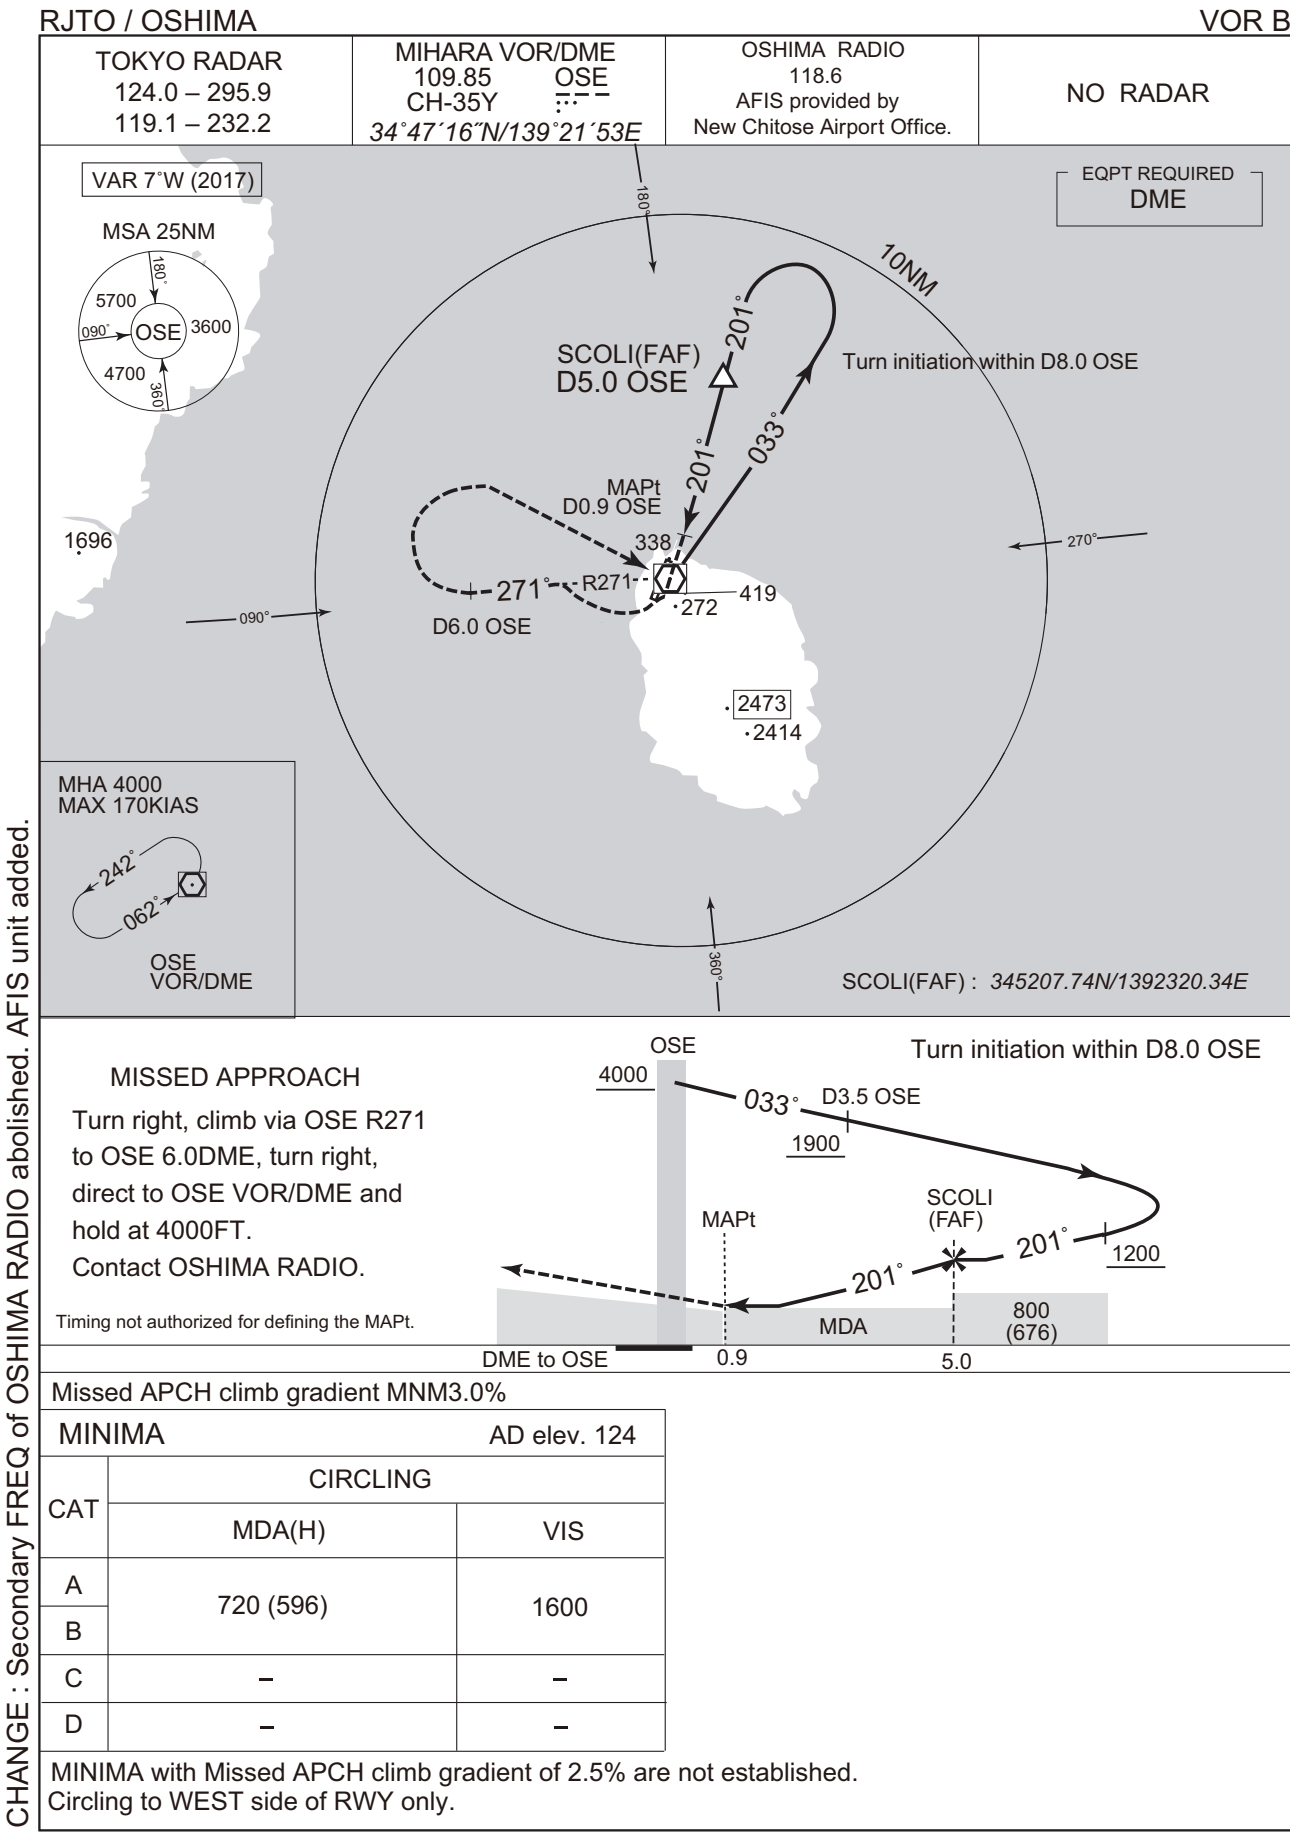 RJTO / OSHIMA
VOR B
TOKYO RADAR
124.0 – 295.9
119.1 – 232.2
MIHARA VOR/DME
109.85 OSE
CH-35Y
34°47´16˝N/139°21´53E
OSHIMA RADIO
118.6
AFIS provided by
New Chitose Airport Office.
NO RADAR
VAR 7°W (2017)
EQPT REQUIRED
DME
MSA 25NM
180°
5700
090°
OSE
3600
4700
360°
180°
10NM
201°
SCOLI(FAF)
D5.0 OSE
Turn initiation within D8.0 OSE
033°
201°
MAPt
D0.9 OSE
1696
338
270°
271°
R271
419
272
090°
D6.0 OSE
2473
2414
MHA 4000
MAX 170KIAS
242°
062°
OSE
VOR/DME
360°
SCOLI(FAF) : 345207.74N/1392320.34E
MISSED APPROACH
Turn right, climb via OSE R271
to OSE 6.0DME, turn right,
direct to OSE VOR/DME and
hold at 4000FT.
Contact OSHIMA RADIO.
Timing not authorized for defining the MAPt.
OSE
Turn initiation within D8.0 OSE
4000
033°
D3.5 OSE
1900
MAPt
SCOLI
(FAF)
201°
1200
201°
MDA
800
(676)
DME to OSE
0.9
5.0
Missed APCH climb gradient MNM3.0%
MINIMA
AD elev. 124
CAT
CIRCLING
MDA(H)
VIS
A
720 (596)
1600
B
C
–
–
D
–
–
MINIMA with Missed APCH climb gradient of 2.5% are not established.
Circling to WEST side of RWY only.
CHANGE : Secondary FREQ of OSHIMA RADIO abolished. AFIS unit added.